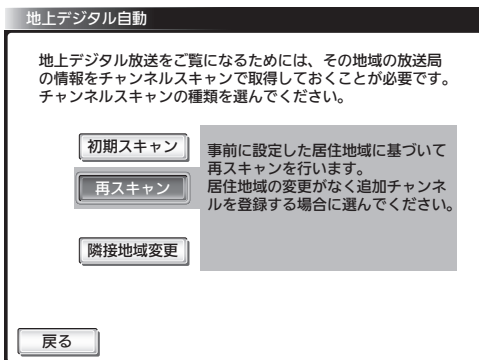 地上デジタル自動
地上デジタル放送をご覧になるためには、その地域の放送局
の情報をチャンネルスキャンで取得しておくことが必要です。
チャンネルスキャンの種類を選んでください。
初期スキャン
再スキャン
事前に設定した居住地域に基づいて
再スキャンを行います。
居住地域の変更がなく追加チャンネ
ルを登録する場合に選んでください。
隣接地域変更
戻る